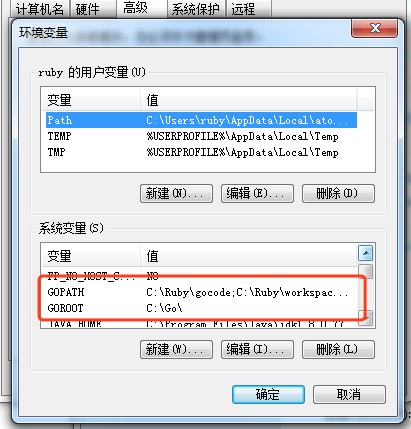 计算机名 硬件 高级 系统保护 远程
环境变量
ruby 的用户变量(U)
变量 值
Path C:\Users\ruby\AppData\Local\ato...
TEMP %USERPROFILE%\AppData\Local\Temp
TMP %USERPROFILE%\AppData\Local\Temp
新建(N)... 编辑(E)... 删除(D)
系统变量(S)
变量 值
FP_NO_HOST_C... NO
GOPATH C:\Ruby\gocode;C:\Ruby\workspac...
GOROOT C:\Go\
JAVA_HOME C:\Program Files\Java\jdk1.8.0
新建(W)... 编辑(I)... 删除(L)
确定 取消